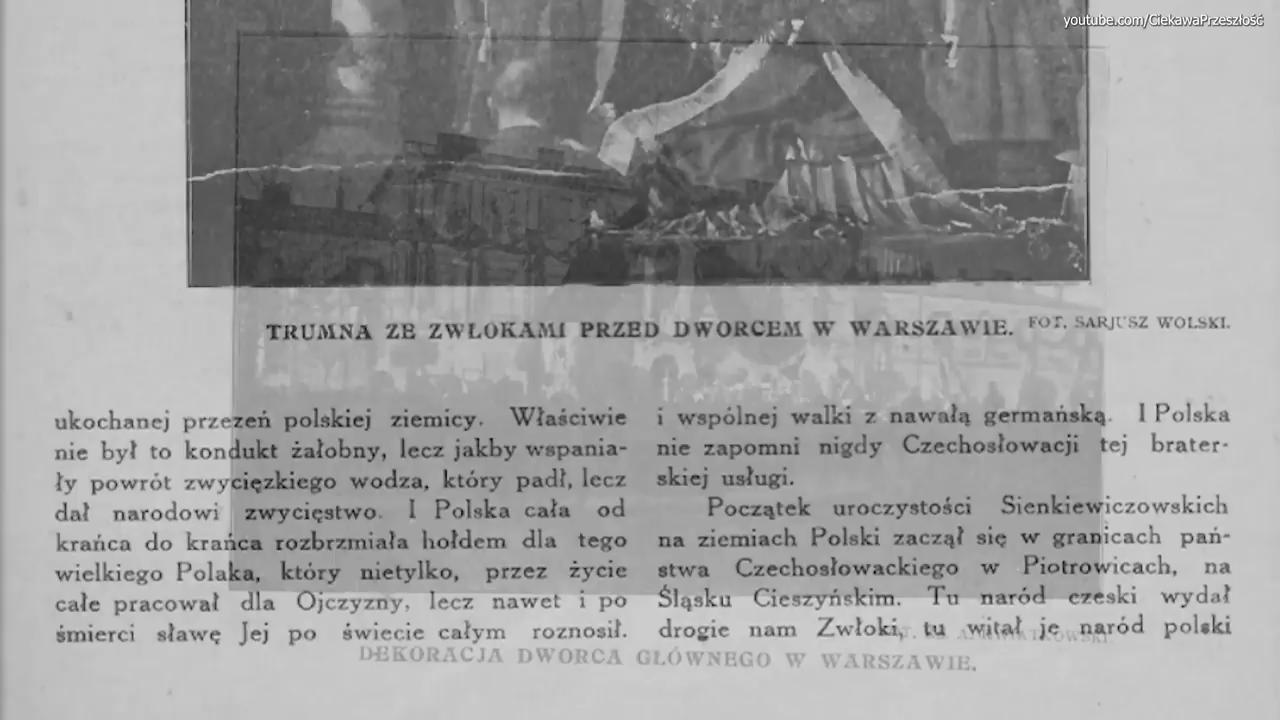 youtube.com/CiekawaPrzeszłość
TRUMNA ZE ZWŁOKAMI PRZED DWORCEM W WARSZAWIE. FOT. SARJUSZ WOLSKI.
ukochanej przezeń polskiej ziemicy. Właściwie
nie był to kondukt żałobny, lecz jakby wspania-
ły powrót zwycięzkiego wodza, który padł, lecz
dał narodowi zwycięstwo. I Polska cała od
krańca do krańca rozbrzmiała hołdem dla tego
wielkiego Polaka, który nietylko, przez życie
całe pracował dla Ojczyzny, lecz nawet i po
śmierci sławę Jej po świecie całym roznosił.
i wspólnej walki z nawałą germańską. I Polska
nie zapomni nigdy Czechosłowacji tej brater-
skiej usługi.
Początek uroczystości Sienkiewiczowskich
na ziemiach Polski zaczął się w granicach pań-
stwa Czechosłowackiego w Piotrowicach, na
Śląsku Cieszyńskim. Tu naród czeski wydał
drogie nam Zwłoki, tu witał je naród polski
DEKORACJA DWORCA GŁÓWNEGO W WARSZAWIE.